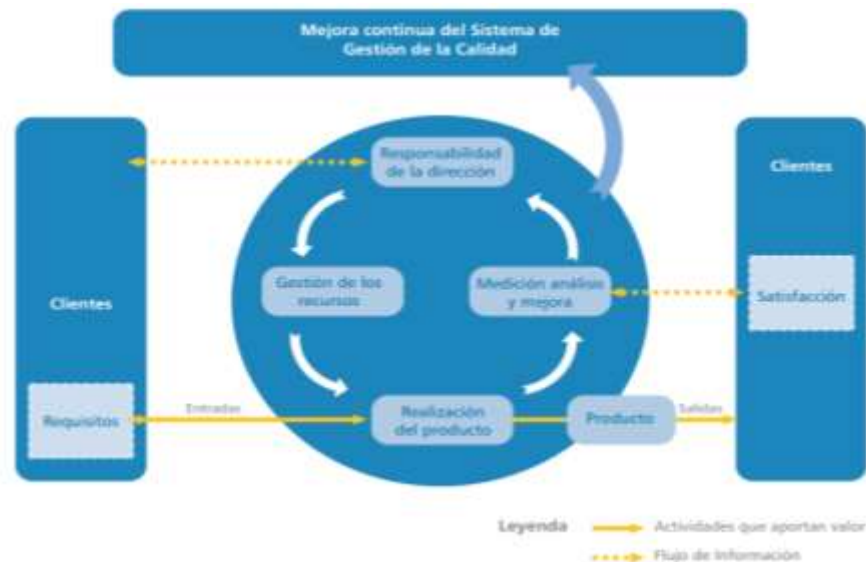 Mejora continua del Sistema de
Gestión de la Calidad
Responsabilidad
de la dirección
Clientes
Gestión de los
recursos
Medición análisis
y mejora
Satisfacción
Clientes
Requisitos
Entradas
Realización
del producto
Producto
Salidas
Leyenda
Actividades que aportan valor
Flujo de Información